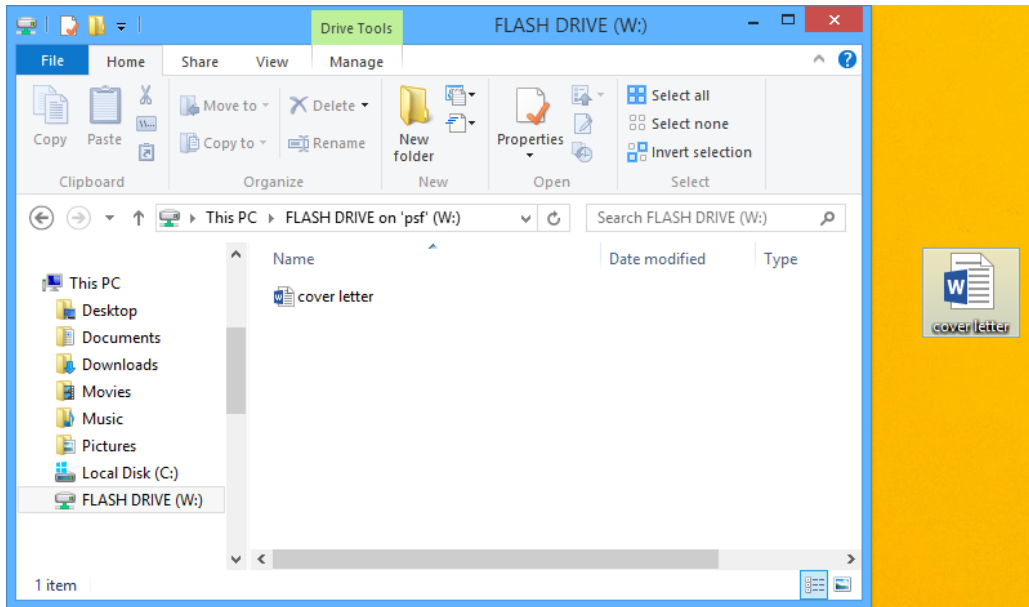 Drive Tools
FLASH DRIVE (W:)
File Home Share View Manage
Copy
Paste
Move to
Copy to
Delete
Rename
New
folder
Properties
Select all
Select none
Invert selection
Clipboard Organize New Open Select
This PC FLASH DRIVE on 'psf' (W:)
Search FLASH DRIVE (W:)
Name Date modified Type
cover letter
This PC
Desktop
Documents
Downloads
Movies
Music
Pictures
Local Disk (C:)
FLASH DRIVE (W:)
1 item
W
cover letter